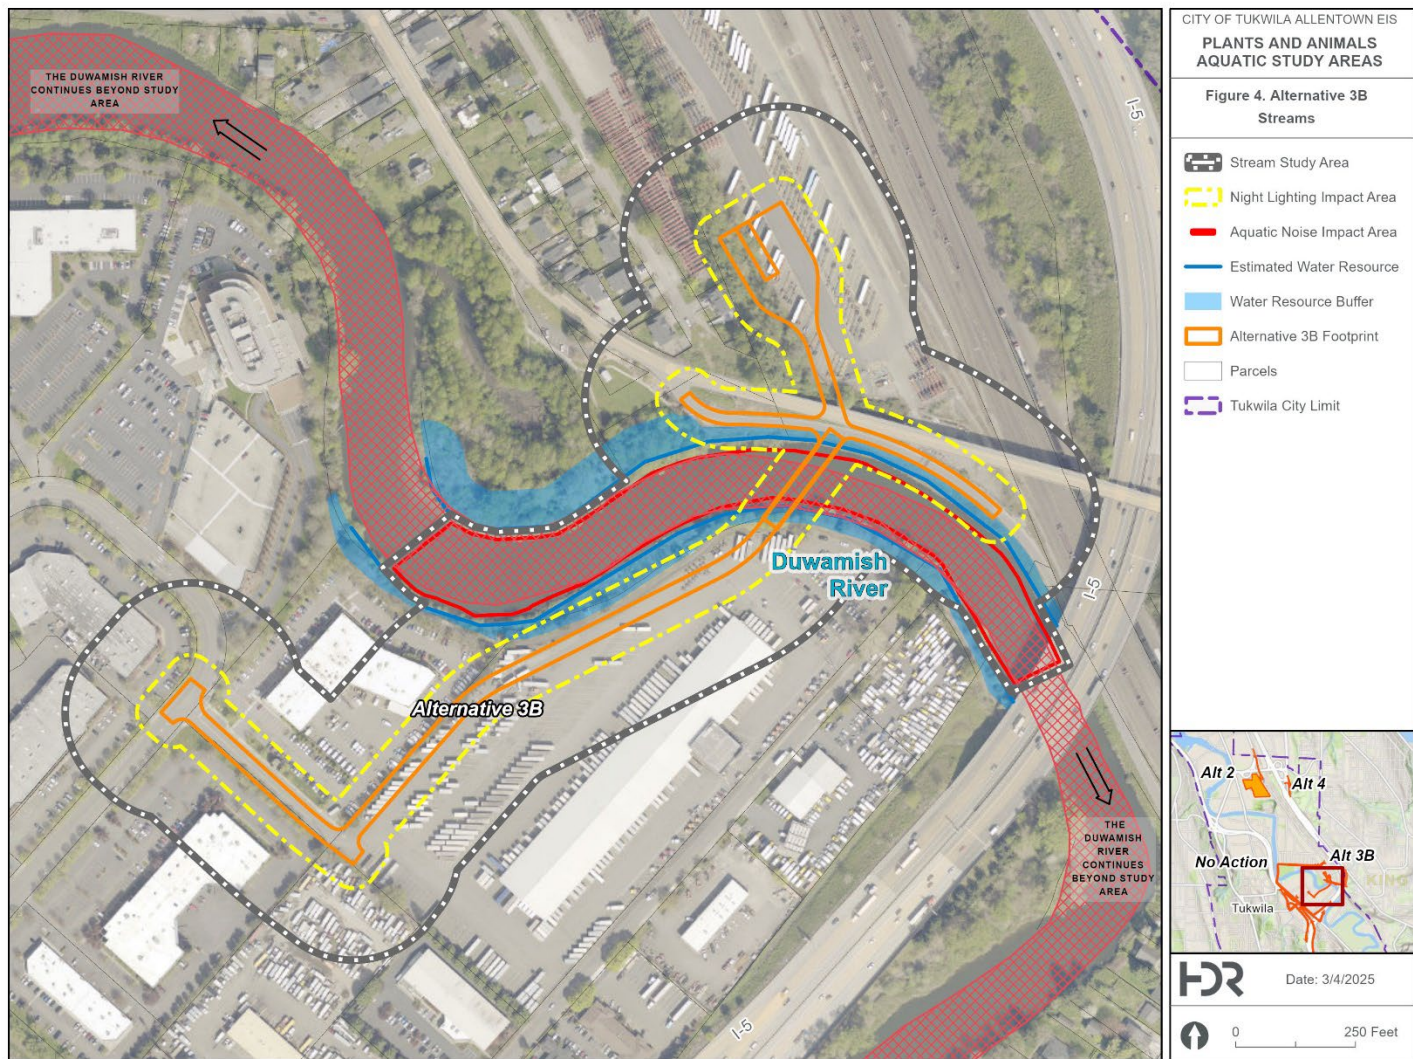 THE DUWAMISH RIVER
CONTINUES BEYOND STUDY
AREA
I-5
I-5
Duwamish
River
Alternative 3B
THE
DUWAMISH
RIVER
CONTINUES
BEYOND STUDY
AREA
I-5
CITY OF TUKWILA ALLENTOWN EIS
PLANTS AND ANIMALS
AQUATIC STUDY AREAS
Figure 4. Alternative 3B
Streams
Stream Study Area
Night Lighting Impact Area
Aquatic Noise Impact Area
Estimated Water Resource
Water Resource Buffer
Alternative 3B Footprint
Parcels
Tukwila City Limit
Alt 2
Alt 4
No Action
Alt 3B
KING
Tukwila
HDR
Date: 3/4/2025
0 250 Feet